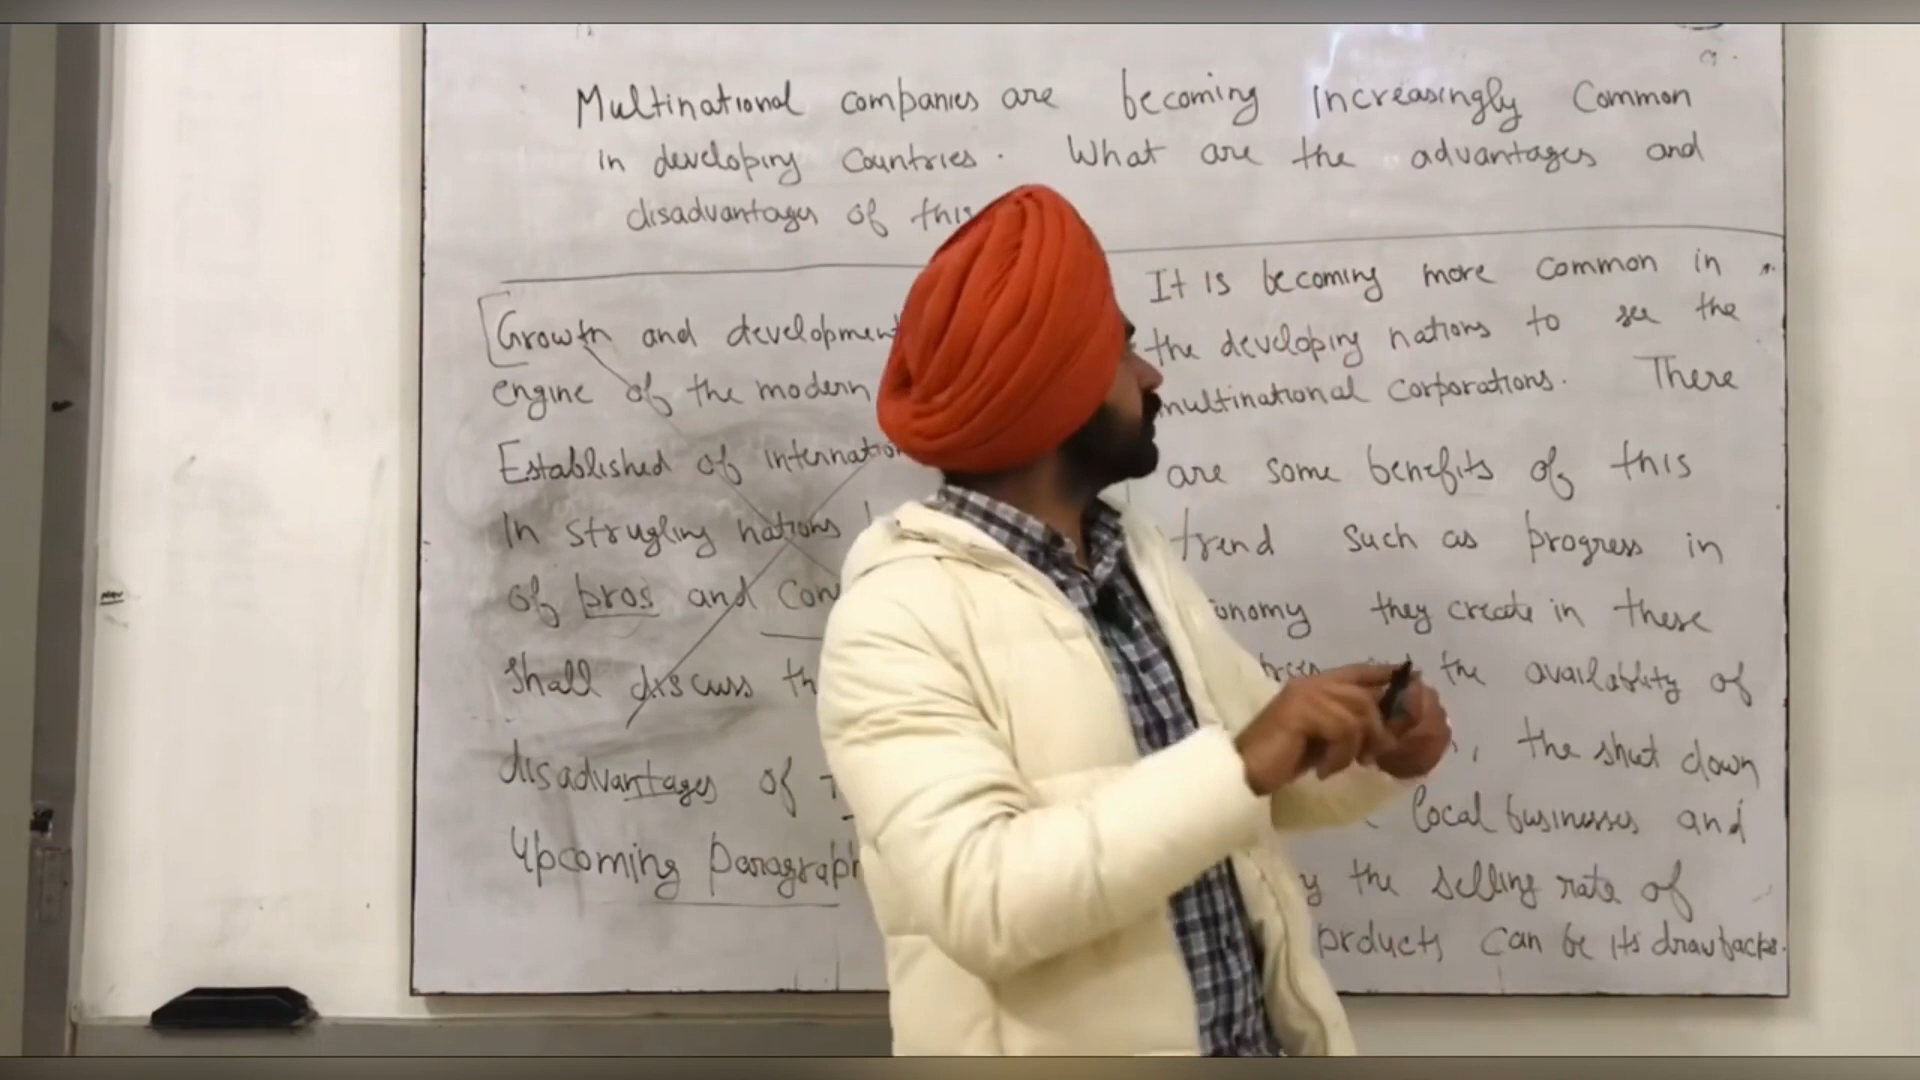 Multinational companies are becoming increasingly Common
in developing Countries. What are the advantages and
disadvantages of this
Growth and development
engine of the modern
Established of internation
In strugling nations
of pros and Con
shall discuss th
disadvantages of
Upcoming Paragraph
It is becoming more common in
the developing nations to see the
multinational corporations. There
are some benefits of this
trend such as progress in
onomy they create in these
the availablity of
, the shut down
local businesses and
y the selling rate of
prducts can be its drawbacks.